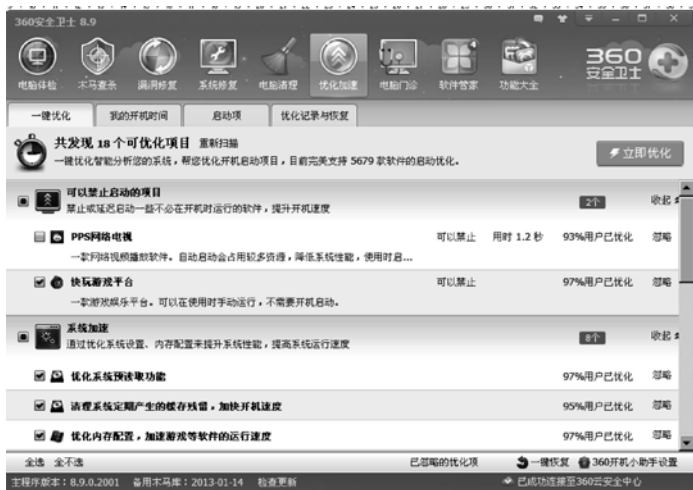 360安全卫士 8.9
电脑体检 木马查杀 漏洞修复 系统修复 电脑清理 优化加速 电脑门诊 软件管家 功能大全
360
安全卫士
一键优化 我的开机时间 启动项 优化记录与恢复
共发现 18 个可优化项目 重新扫描
一键优化智能分析您的系统，帮您优化开机启动项目，目前完美支持 5679 款软件的启动优化。
立即优化
可以禁止启动的项目
禁止或延迟启动一些不必在开机时运行的软件，提升开机速度
2个 收起
PPS网络电视 可以禁止 用时 1.2 秒 93%用户已优化 忽略
一款网络视频播放软件。自动启动会占用较多资源，降低系统性能，使用时启...
快玩游戏平台 可以禁止 97%用户已优化 忽略
一款游戏娱乐平台。可以在使用时手动运行，不需要开机启动。
系统加速
通过优化系统设置、内存配置来提升系统性能，提高系统运行速度
8个 收起
优化系统预读取功能 97%用户已优化 忽略
清理系统定期产生的缓存残留，加快开机速度 95%用户已优化 忽略
优化内存配置，加速游戏等软件的运行速度 97%用户已优化 忽略
全选 全不选 已忽略的优化项 一键恢复 360开机小助手设置
主程序版本：8.9.0.2001 备用木马库：2013-01-14 检查更新 已成功连接至360云安全中心